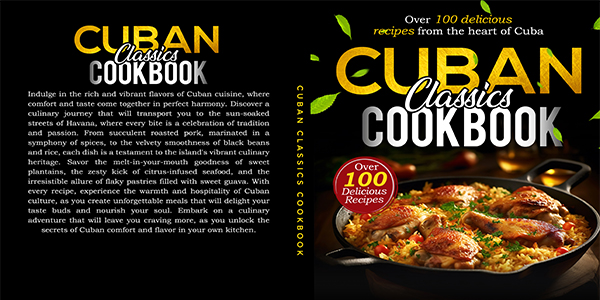 CUBAN
Classics
COOKBOOK
Indulge in the rich and vibrant flavors of Cuban cuisine, where
comfort and taste come together in perfect harmony. Discover a
culinary journey that will transport you to the sun-soaked
streets of Havana, where every bite is a celebration of tradition
and passion. From succulent roasted pork, marinated in a
symphony of spices, to the velvety smoothness of black beans
and rice, each dish is a testament to the island's vibrant culinary
heritage. Savor the melt-in-your-mouth goodness of sweet
plantains, the zesty kick of citrus-infused seafood, and the
irresistible allure of flaky pastries filled with sweet guava. With
every recipe, experience the warmth and hospitality of Cuban
culture, as you create unforgettable meals that will delight your
taste buds and nourish your soul. Embark on a culinary
adventure that will leave you craving more, as you unlock the
secrets of Cuban comfort and flavor in your own kitchen.
CUBAN CLASSICS COOKBOOK
Over 100 delicious
recipes from the heart of Cuba
CUBAN
Classics
COOKBOOK
Over
100
Delicious
Recipes